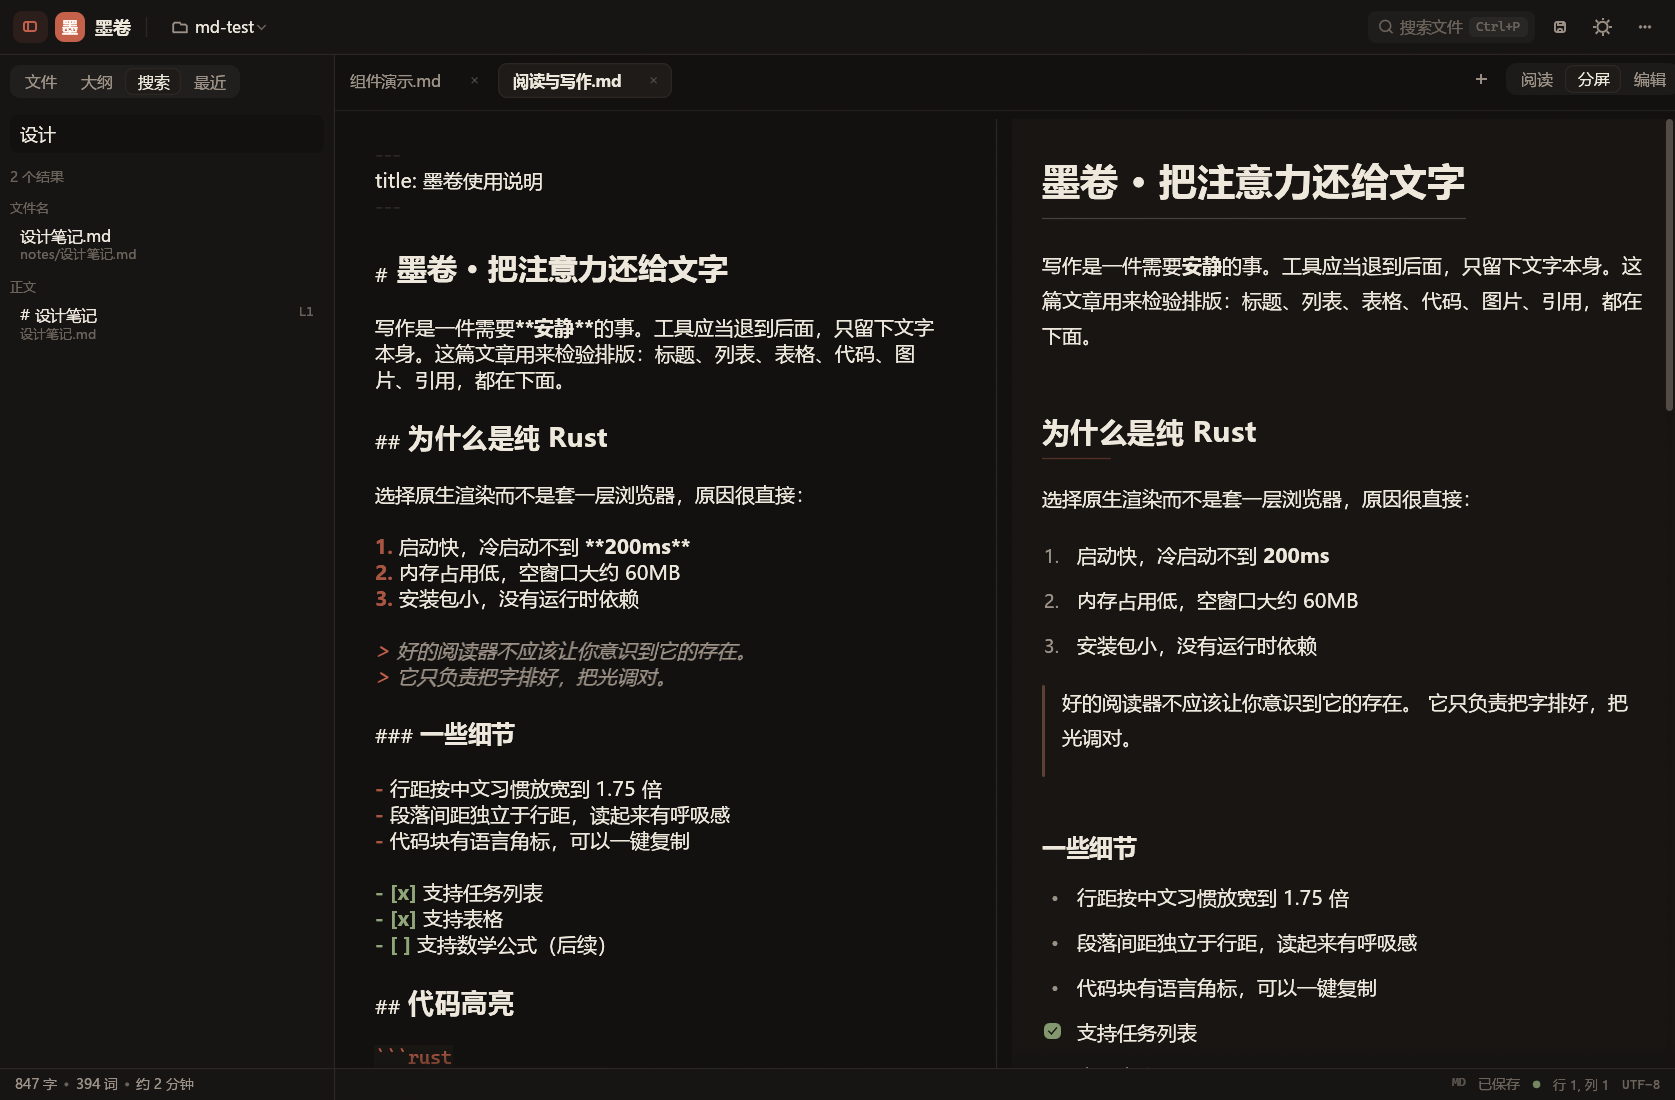 墨 墨卷 md-test 搜索文件 Ctrl+P
文件 大纲 搜索 最近
设计
2 个结果
文件名
设计笔记.md
notes/设计笔记.md
正文
# 设计笔记 L1
设计笔记.md
组件演示.md × 阅读与写作.md ×
+ 阅读 分屏 编辑
---
title: 墨卷使用说明
---
# 墨卷 • 把注意力还给文字
写作是一件需要**安静**的事。工具应当退到后面，只留下文字
本身。这篇文章用来检验排版：标题、列表、表格、代码、图
片、引用，都在下面。
## 为什么是纯 Rust
选择原生渲染而不是套一层浏览器，原因很直接：
1. 启动快，冷启动不到 **200ms**
2. 内存占用低，空窗口大约 60MB
3. 安装包小，没有运行时依赖
> 好的阅读器不应该让你意识到它的存在。
> 它只负责把字排好，把光调对。
### 一些细节
- 行距按中文习惯放宽到 1.75 倍
- 段落间距独立于行距，读起来有呼吸感
- 代码块有语言角标，可以一键复制
- [x] 支持任务列表
- [x] 支持表格
- [ ] 支持数学公式（后续）
## 代码高亮
```rust
墨卷 • 把注意力还给文字
写作是一件需要安静的事。工具应当退到后面，只留下文字本身。这
篇文章用来检验排版：标题、列表、表格、代码、图片、引用，都在
下面。
为什么是纯 Rust
选择原生渲染而不是套一层浏览器，原因很直接：
1. 启动快，冷启动不到 200ms
2. 内存占用低，空窗口大约 60MB
3. 安装包小，没有运行时依赖
好的阅读器不应该让你意识到它的存在。 它只负责把字排好，把
光调对。
一些细节
• 行距按中文习惯放宽到 1.75 倍
• 段落间距独立于行距，读起来有呼吸感
• 代码块有语言角标，可以一键复制
支持任务列表
847 字 • 394 词 • 约 2 分钟
MD 已保存 行 1, 列 1 UTF-8